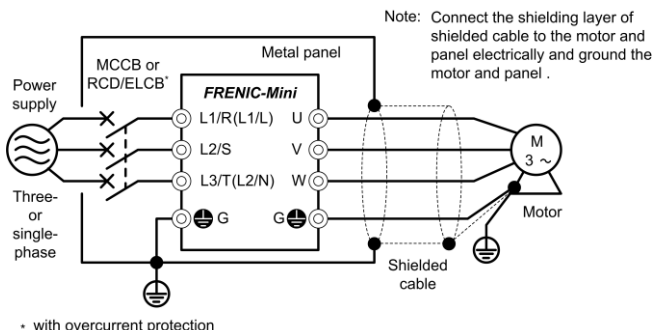 Note: Connect the shielding layer of
shielded cable to the motor and
panel electrically and ground the
motor and panel .
Metal panel
MCCB or
RCD/ELCB*
Power
supply
FRENIC-Mini
L1/R(L1/L) U
L2/S V
L3/T(L2/N) W
G G
M
3 ~
Three-
or
single-
phase
Motor
Shielded
cable
* with overcurrent protection